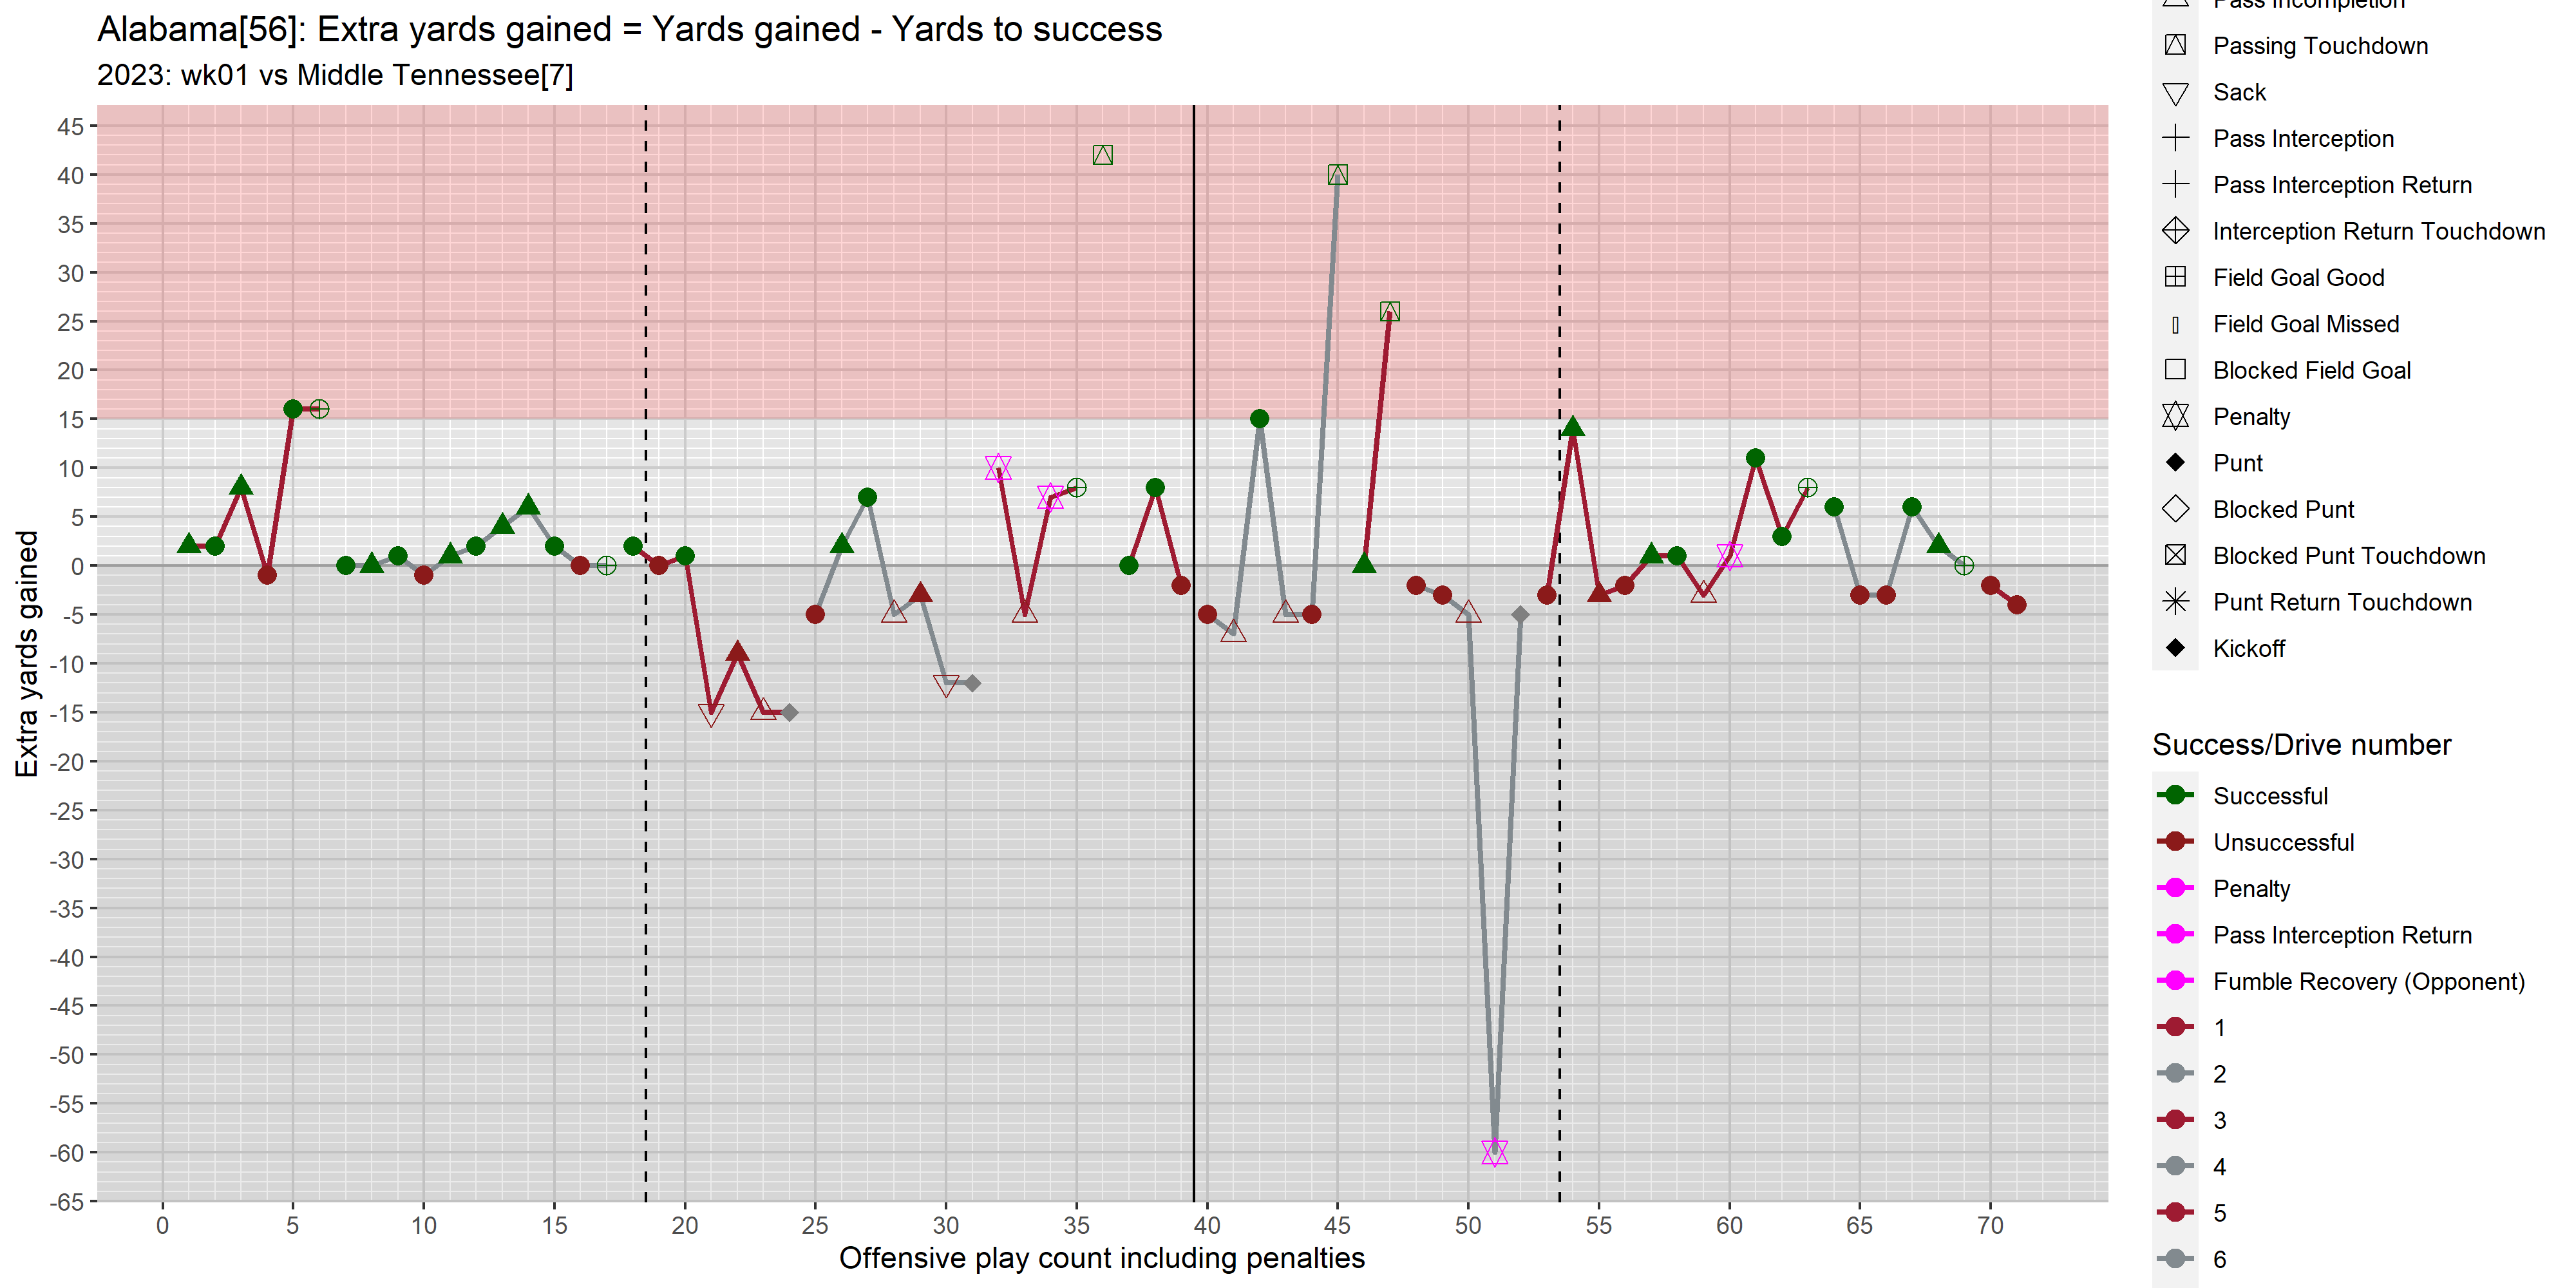 Alabama[56]: Extra yards gained = Yards gained - Yards to success
2023: wk01 vs Middle Tennessee[7]
Extra yards gained
45
40
35
30
25
20
15
10
5
0
-5
-10
-15
-20
-25
-30
-35
-40
-45
-50
-55
-60
-65
0 5 10 15 20 25 30 35 40 45 50 55 60 65 70
Offensive play count including penalties
Pass Incompletion
Passing Touchdown
Sack
Pass Interception
Pass Interception Return
Interception Return Touchdown
Field Goal Good
Field Goal Missed
Blocked Field Goal
Penalty
Punt
Blocked Punt
Blocked Punt Touchdown
Punt Return Touchdown
Kickoff
Success/Drive number
Successful
Unsuccessful
Penalty
Pass Interception Return
Fumble Recovery (Opponent)
1
2
3
4
5
6